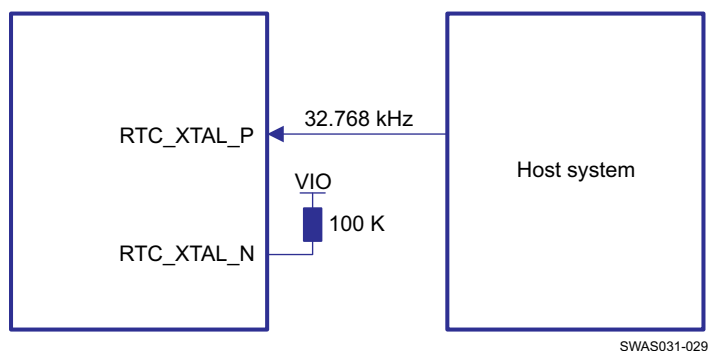 32.768 kHz
RTC_XTAL_P
Host system
VIO
100 K
RTC_XTAL_N
SWAS031-029